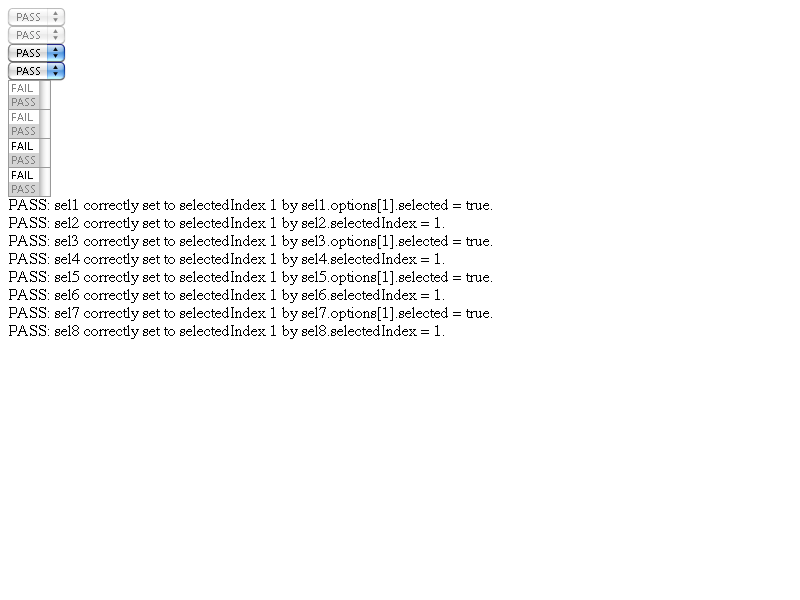 PASS
PASS
PASS
PASS
FAIL
PASS
FAIL
PASS
FAIL
PASS
FAIL
PASS
PASS: sel1 correctly set to selectedIndex 1 by sel1.options[1].selected = true.
PASS: sel2 correctly set to selectedIndex 1 by sel2.selectedIndex = 1.
PASS: sel3 correctly set to selectedIndex 1 by sel3.options[1].selected = true.
PASS: sel4 correctly set to selectedIndex 1 by sel4.selectedIndex = 1.
PASS: sel5 correctly set to selectedIndex 1 by sel5.options[1].selected = true.
PASS: sel6 correctly set to selectedIndex 1 by sel6.selectedIndex = 1.
PASS: sel7 correctly set to selectedIndex 1 by sel7.options[1].selected = true.
PASS: sel8 correctly set to selectedIndex 1 by sel8.selectedIndex = 1.